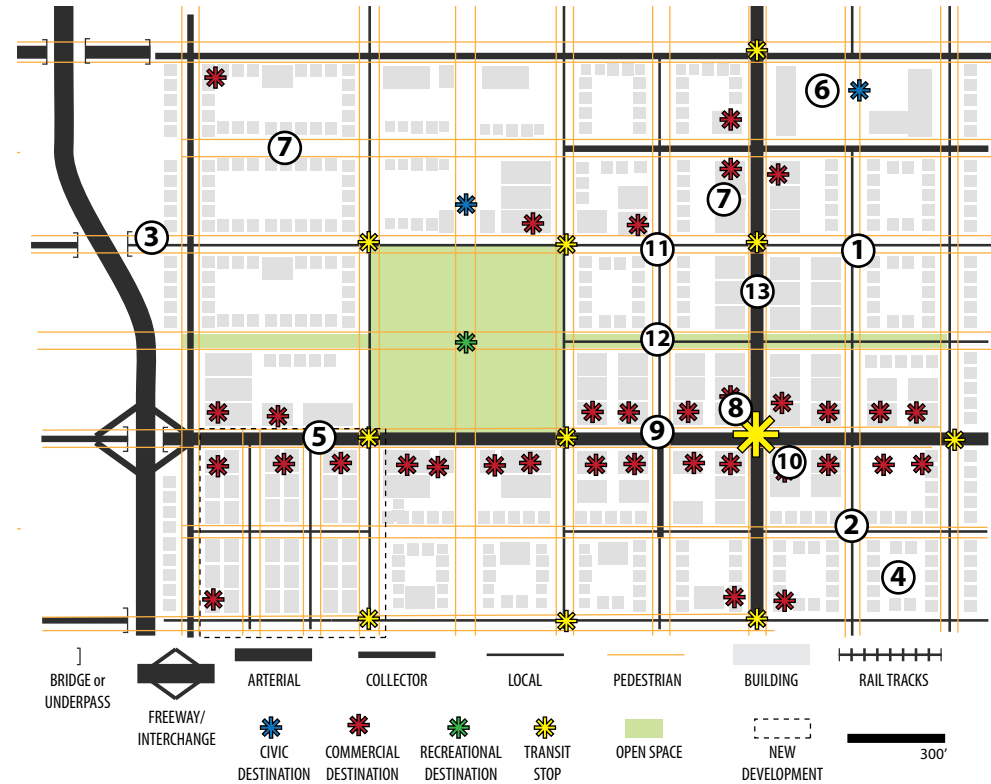 6
7
7
3
11
1
13
12
8
5
9
10
2
4
BRIDGE or
UNDERPASS
FREEWAY/
INTERCHANGE
ARTERIAL
COLLECTOR
LOCAL
PEDESTRIAN
BUILDING
RAIL TRACKS
CIVIC
DESTINATION
COMMERCIAL
DESTINATION
RECREATIONAL
DESTINATION
TRANSIT
STOP
OPEN SPACE
NEW
DEVELOPMENT
300'